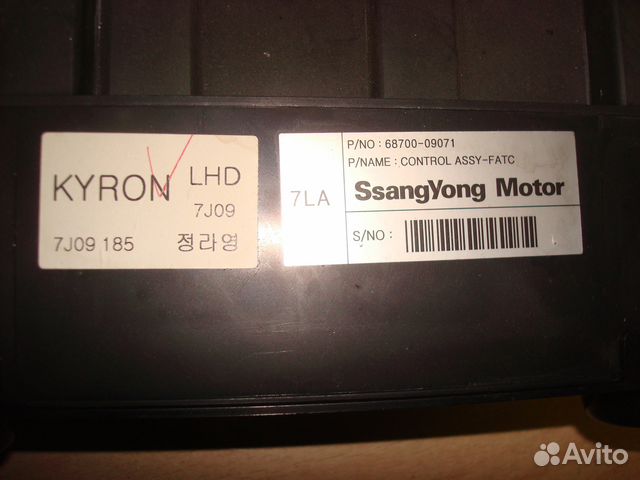 KYRON LHD
7J09
7J09 185 정라영
7LA
P/NO : 68700-09071
P/NAME : CONTROL ASSY-FATC
SsangYong Motor
S/NO :
Avito